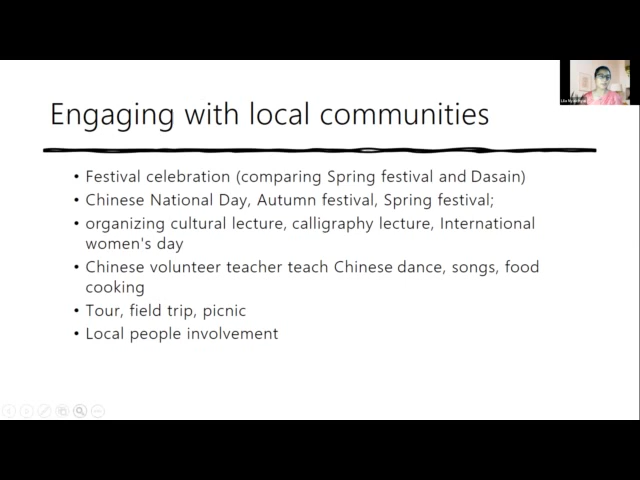 Engaging with local communities
• Festival celebration (comparing Spring festival and Dasain)
• Chinese National Day, Autumn festival, Spring festival;
• organizing cultural lecture, calligraphy lecture, International
women's day
• Chinese volunteer teacher teach Chinese dance, songs, food
cooking
• Tour, field trip, picnic
• Local people involvement